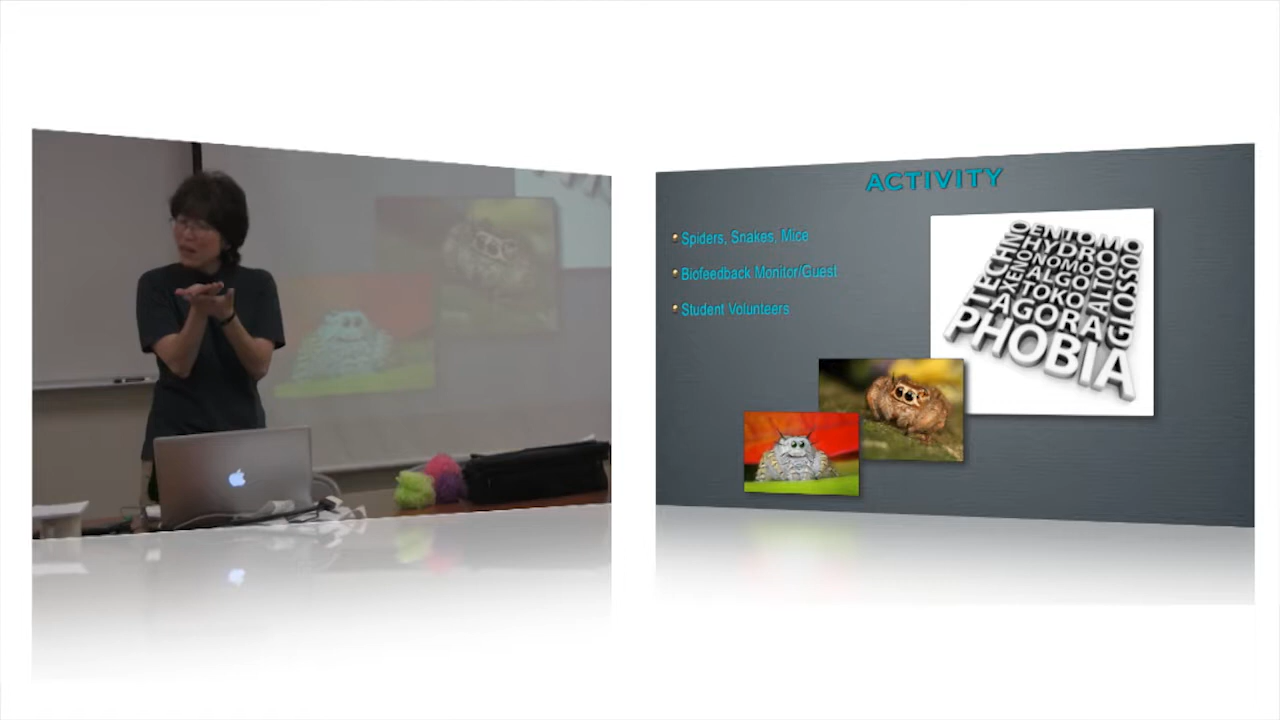 ACTIVITY
Spiders, Snakes, Mice
Biofeedback Monitor/Guest
Student Volunteers
ENTOMO
HYDRO
TECHNO
XENO
NOMO
ALGO
TOKO
ALTO
GLOSSO
AGORA
PHOBIA